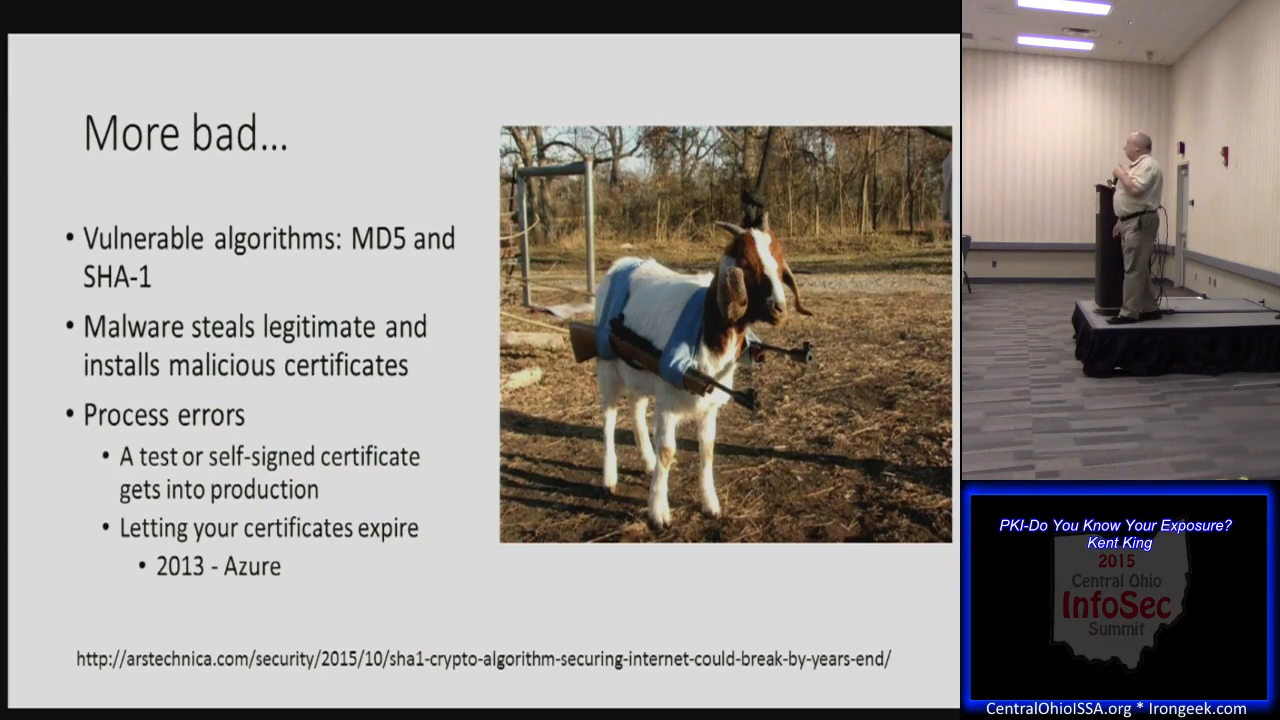 More bad...
• Vulnerable algorithms: MD5 and
SHA-1
• Malware steals legitimate and
installs malicious certificates
• Process errors
• A test or self-signed certificate
gets into production
• Letting your certificates expire
• 2013 - Azure
http://arstechnica.com/security/2015/10/sha1-crypto-algorithm-securing-internet-could-break-by-years-end/
PKI-Do You Know Your Exposure?
Kent King
2015
Central Ohio
InfoSec
Summit
CentralOhioISSA.org * Irongeek.com